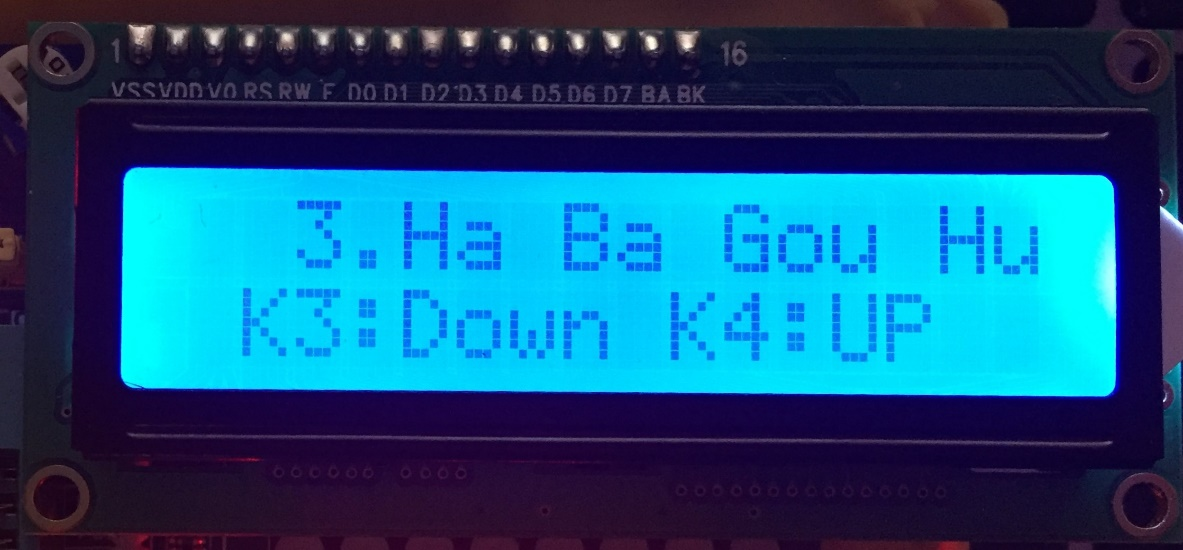 1 16
VSS VDD V0 RS RW E D0 D1 D2 D3 D4 D5 D6 D7 BA BK
3.Ha Ba Gou Hu
K3:Down K4:UP